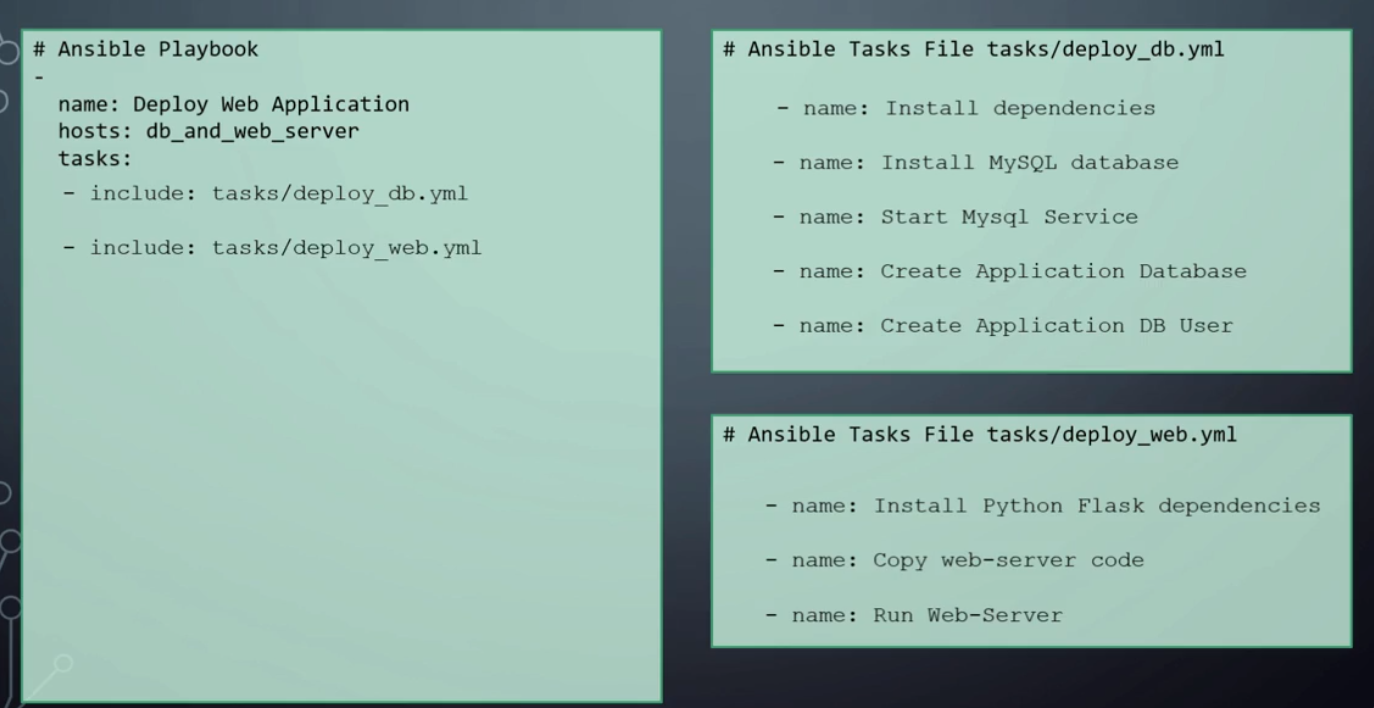 # Ansible Playbook
-
name: Deploy Web Application
hosts: db_and_web_server
tasks:
- include: tasks/deploy_db.yml
- include: tasks/deploy_web.yml
# Ansible Tasks File tasks/deploy_db.yml
- name: Install dependencies
- name: Install MySQL database
- name: Start Mysql Service
- name: Create Application Database
- name: Create Application DB User
# Ansible Tasks File tasks/deploy_web.yml
- name: Install Python Flask dependencies
- name: Copy web-server code
- name: Run Web-Server